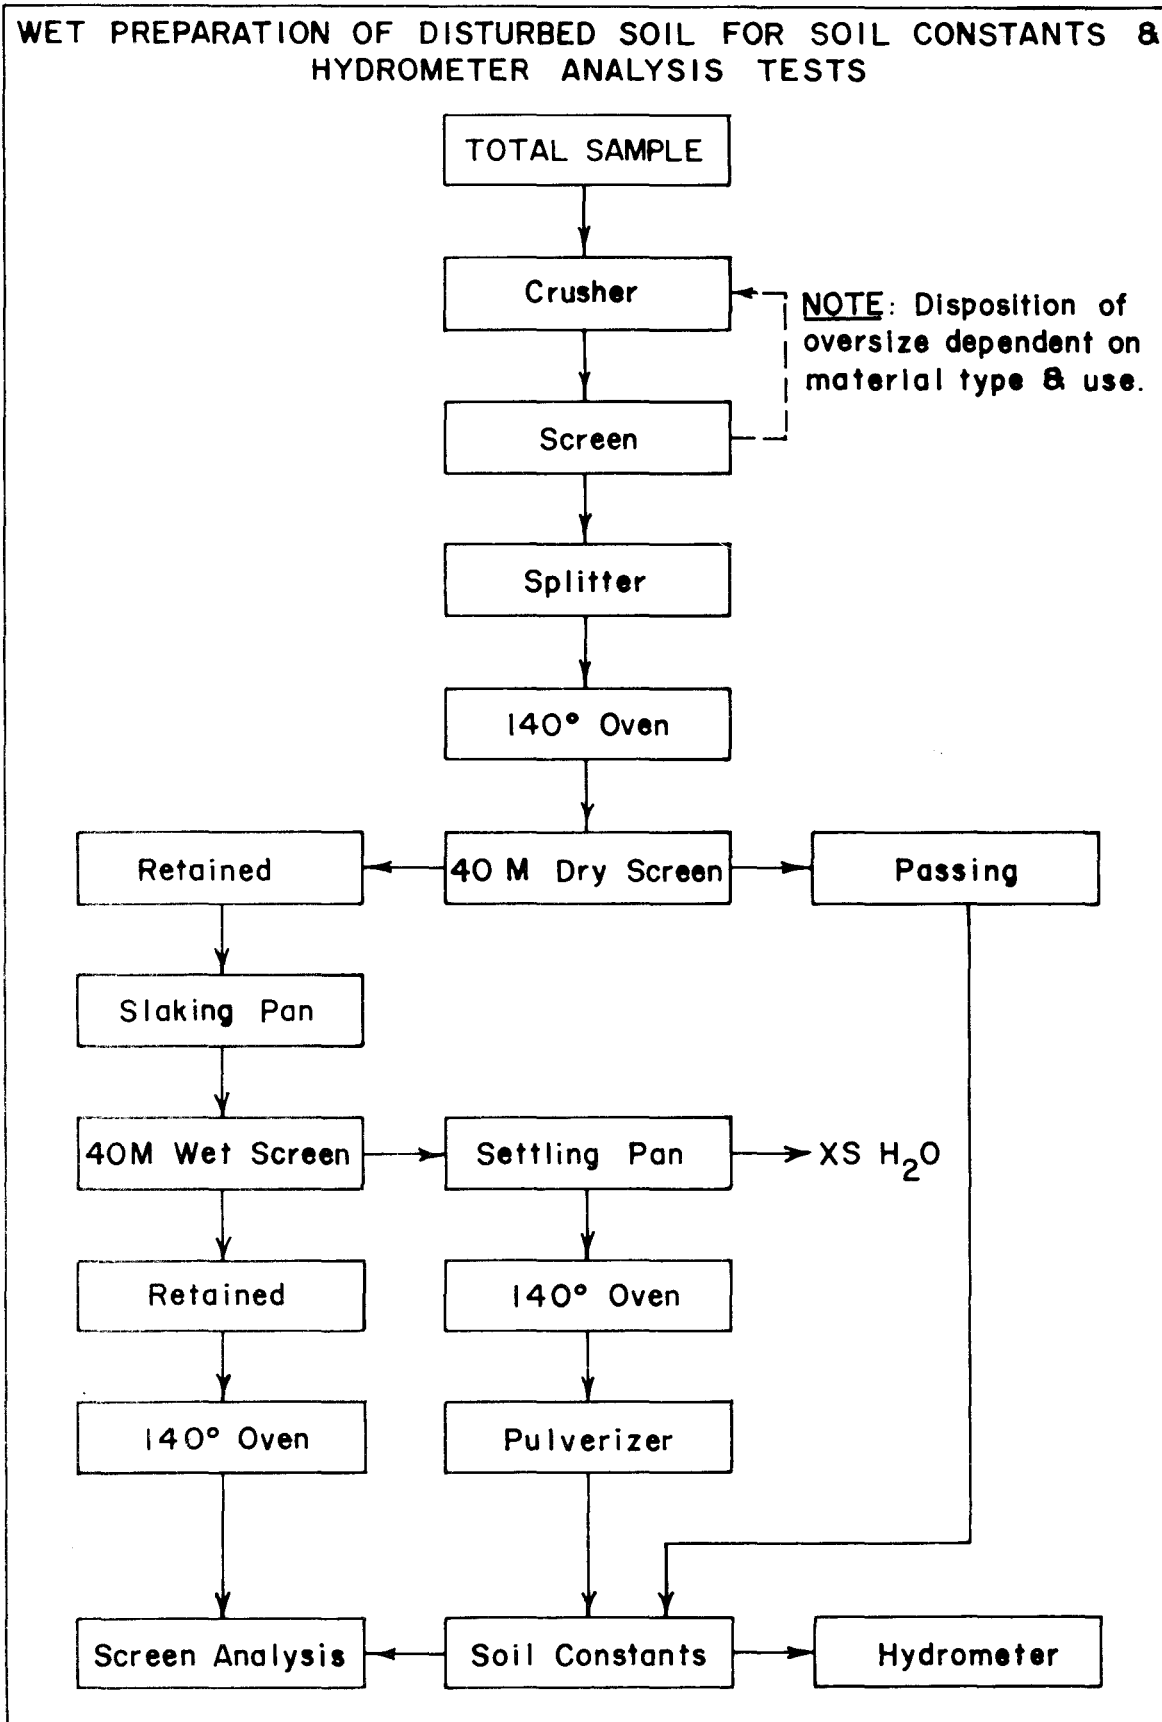 WET PREPARATION OF DISTURBED SOIL FOR SOIL CONSTANTS &
HYDROMETER ANALYSIS TESTS
TOTAL SAMPLE
Crusher
NOTE: Disposition of
oversize dependent on
material type & use.
Screen
Splitter
140° Oven
Retained
40 M Dry Screen
Passing
Slaking Pan
40M Wet Screen
Settling Pan
XS H₂O
Retained
140° Oven
140° Oven
Pulverizer
Screen Analysis
Soil Constants
Hydrometer